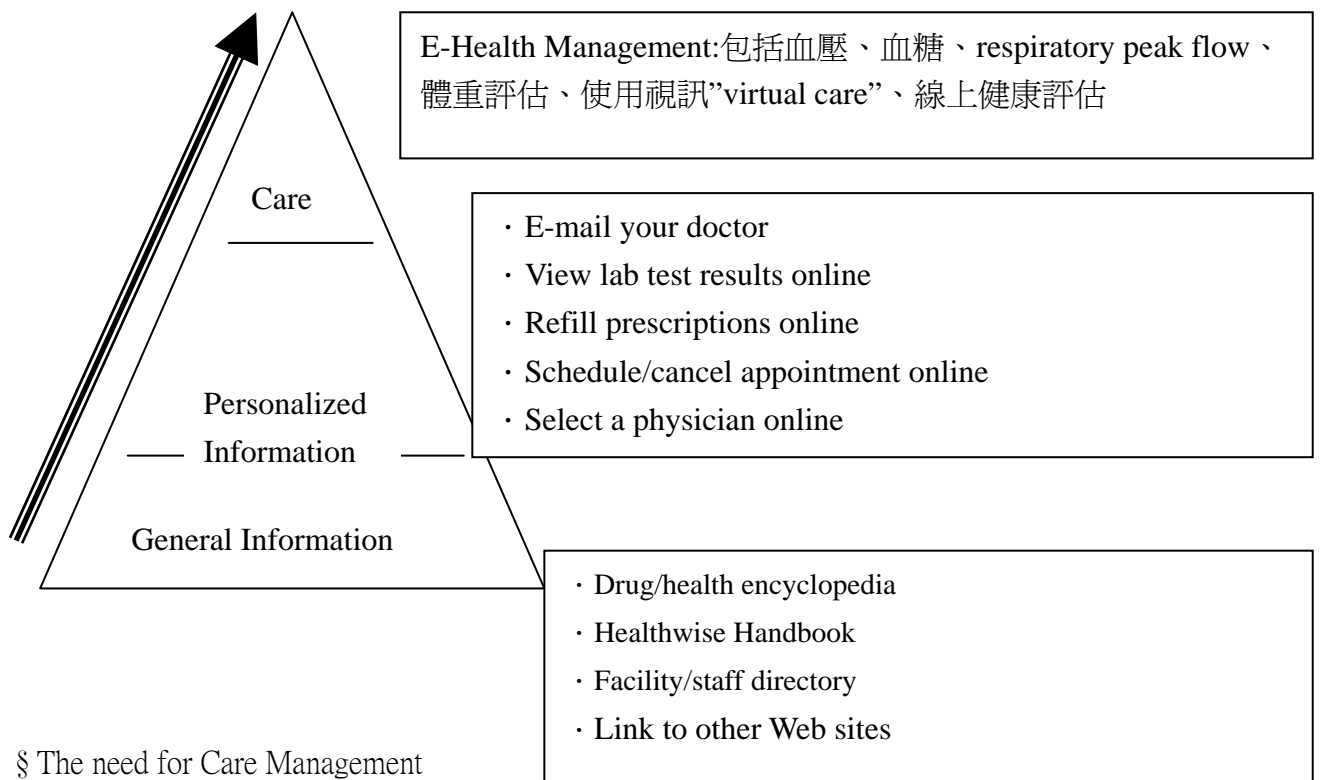 E-Health Management:包括血壓、血糖、respiratory peak flow、
體重評估、使用視訊”virtual care”、線上健康評估
Care
．E-mail your doctor
．View lab test results online
．Refill prescriptions online
．Schedule/cancel appointment online
．Select a physician online
Personalized
Information
General Information
．Drug/health encyclopedia
．Healthwise Handbook
．Facility/staff directory
．Link to other Web sites
§ The need for Care Management